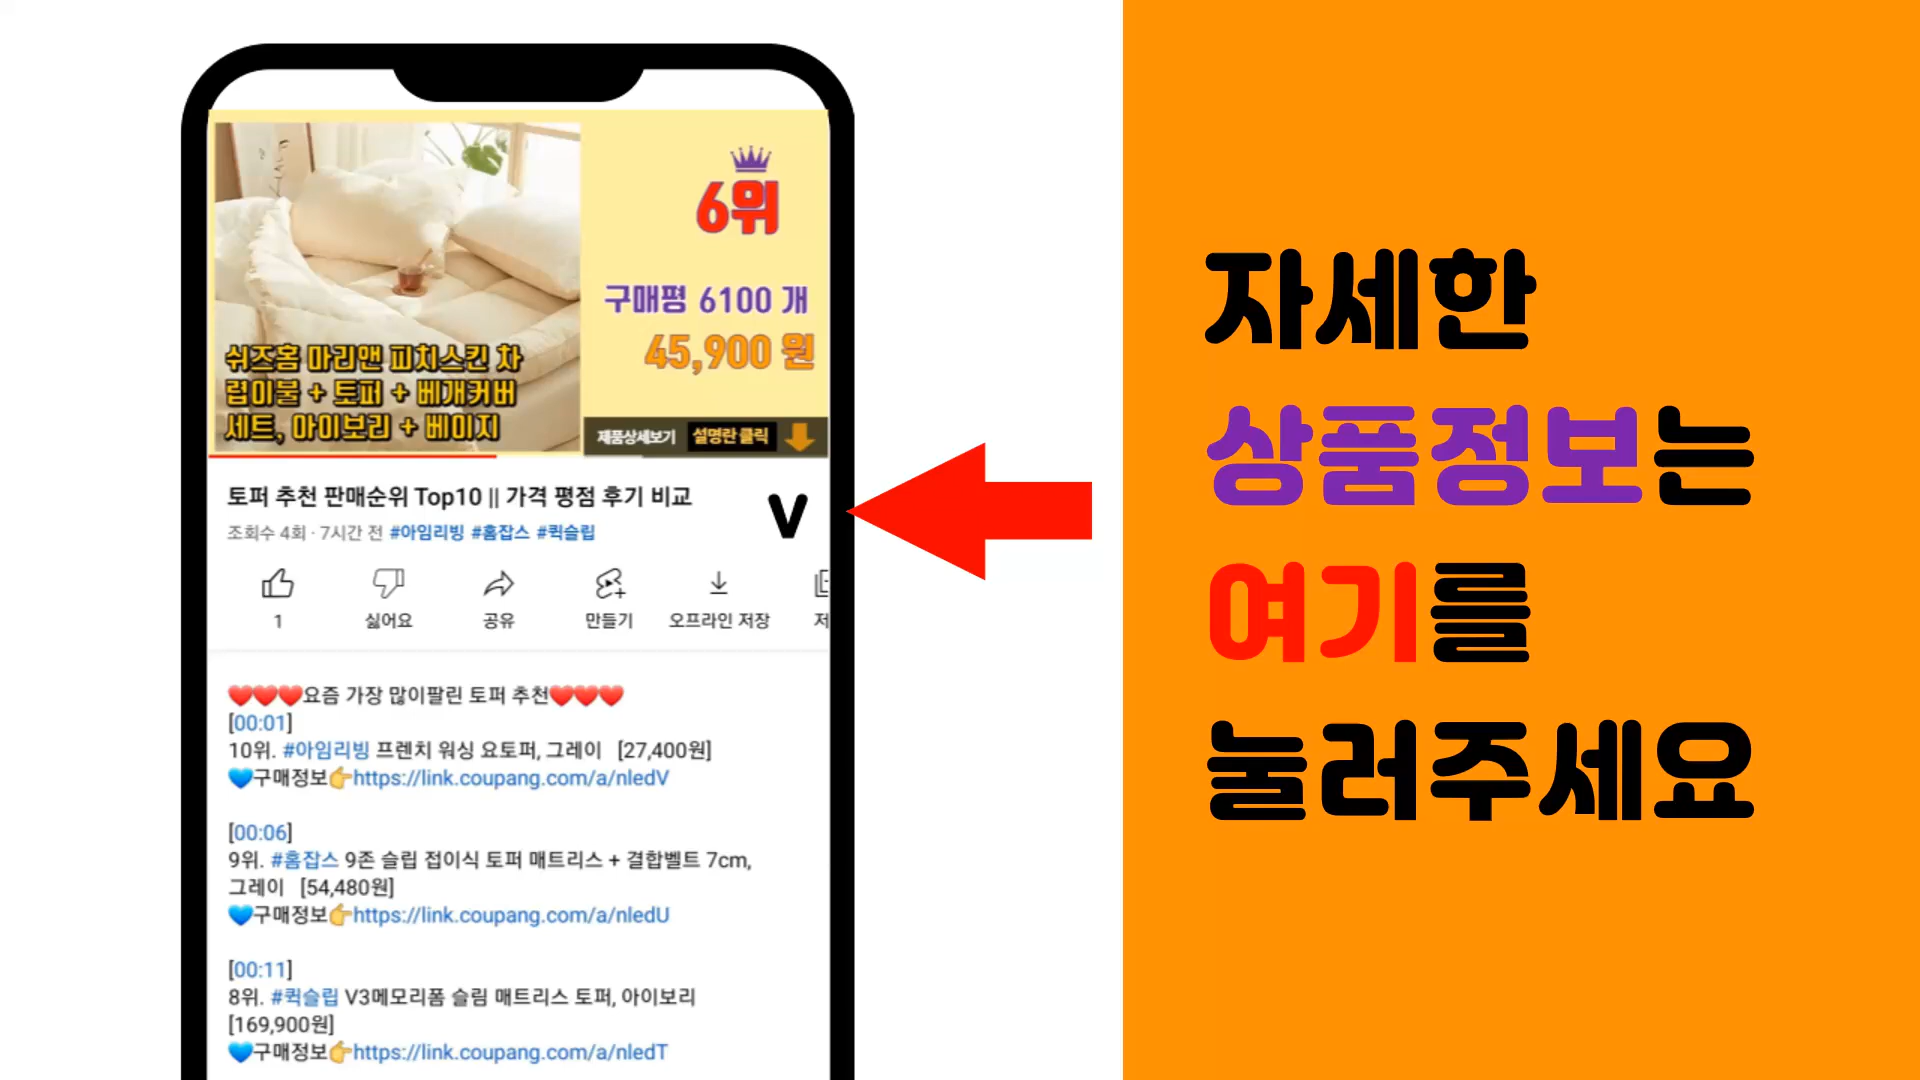 6위
구매평 6100 개
45,900 원
쉬즈홈 마리앤 피치스킨 차
렵이불 + 토퍼 + 베개커버
세트, 아이보리 + 베이지
제품상세보기 설명란 클릭
토퍼 추천 판매순위 Top10 || 가격 평점 후기 비교
V
조회수 4회 · 7시간 전 #아임리빙 #홈잡스 #퀵슬립
1
싫어요
공유
만들기
오프라인 저장
저
❤️❤️❤️요즘 가장 많이팔린 토퍼 추천❤️❤️❤️
[00:01]
10위. #아임리빙 프렌치 워싱 요토퍼, 그레이 [27,400원]
💙구매정보👉https://link.coupang.com/a/nledV
[00:06]
9위. #홈잡스 9존 슬립 접이식 토퍼 매트리스 + 결합벨트 7cm,
그레이 [54,480원]
💙구매정보👉https://link.coupang.com/a/nledU
[00:11]
8위. #퀵슬립 V3메모리폼 슬림 매트리스 토퍼, 아이보리
[169,900원]
💙구매정보👉https://link.coupang.com/a/nledT
자세한
상품정보는
여기를
눌러주세요